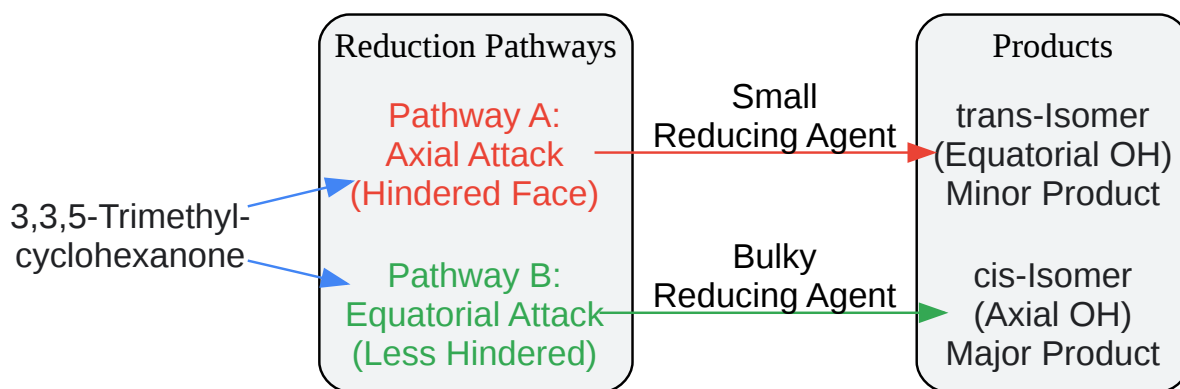 3,3,5-Trimethyl-
cyclohexanone
Reduction Pathways
Pathway A:
Axial Attack
(Hindered Face)
Pathway B:
Equatorial Attack
(Less Hindered)
Small
Reducing Agent
Bulky
Reducing Agent
Products
trans-Isomer
(Equatorial OH)
Minor Product
cis-Isomer
(Axial OH)
Major Product